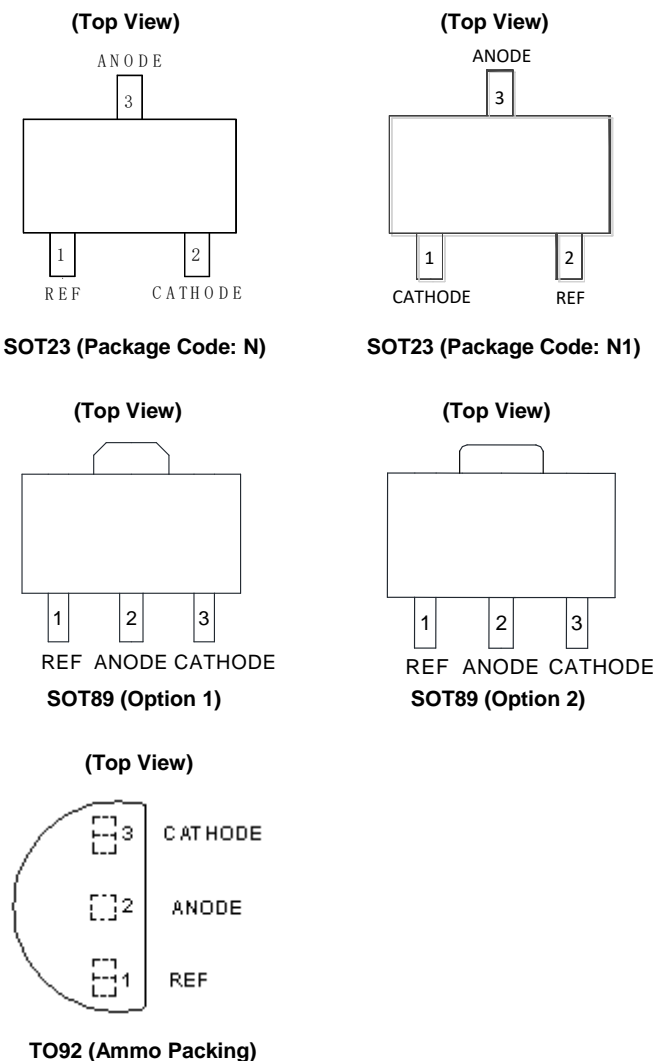 (Top View) (Top View)
ANODE ANODE
3 3
1 2 1 2
REF CATHODE CATHODE REF
SOT23 (Package Code: N) SOT23 (Package Code: N1)
(Top View) (Top View)
1 2 3 1 2 3
REF ANODE CATHODE REF ANODE CATHODE
SOT89 (Option 1) SOT89 (Option 2)
(Top View)
3 CATHODE
2 ANODE
1 REF
TO92 (Ammo Packing)